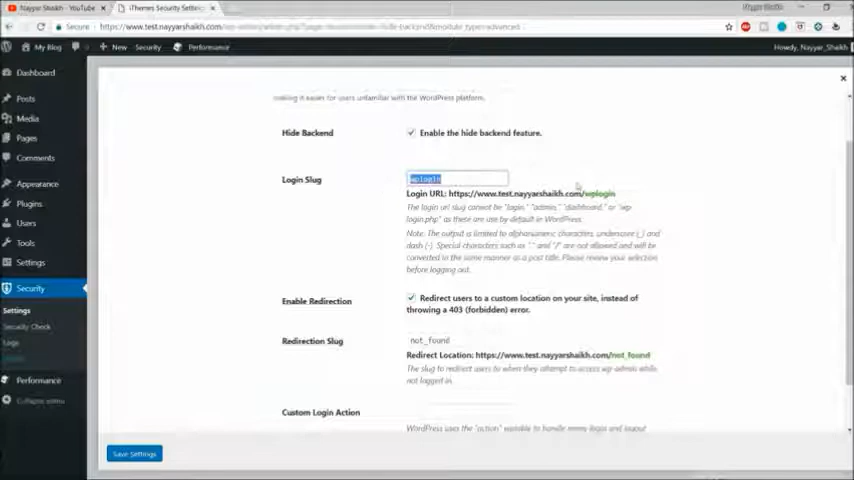 Nayyar Shaikh - YouTube
iThemes Security Setting
Secure
https://www.test.nayyarshaikh.com/
My Blog
New
Security
Performance
Howdy, Nayyar_Shaikh
Dashboard
Posts
Media
Pages
Comments
Appearance
Plugins
Users
Tools
Settings
Security
Settings
Security Check
Logs
Performance
Collapse menu
making it easier for users unfamiliar with the WordPress platform.
Hide Backend
Enable the hide backend feature.
Login Slug
wplogin
Login URL: https://www.test.nayyarshaikh.com/wplogin
The login url slug cannot be "login," "admin," "dashboard," or "wp-
login.php" as these are use by default in WordPress.
Note: The output is limited to alphanumeric characters, underscore (_) and
dash (-). Special characters such as "." and "/" are not allowed and will be
converted in the same manner as a post title. Please review your selection
before logging out.
Enable Redirection
Redirect users to a custom location on your site, instead of
throwing a 403 (forbidden) error.
Redirection Slug
not_found
Redirect Location: https://www.test.nayyarshaikh.com/not_found
The slug to redirect users to when they attempt to access wp-admin while
not logged in.
Custom Login Action
WordPress uses the "action" variable to handle many login and logout
Save Settings